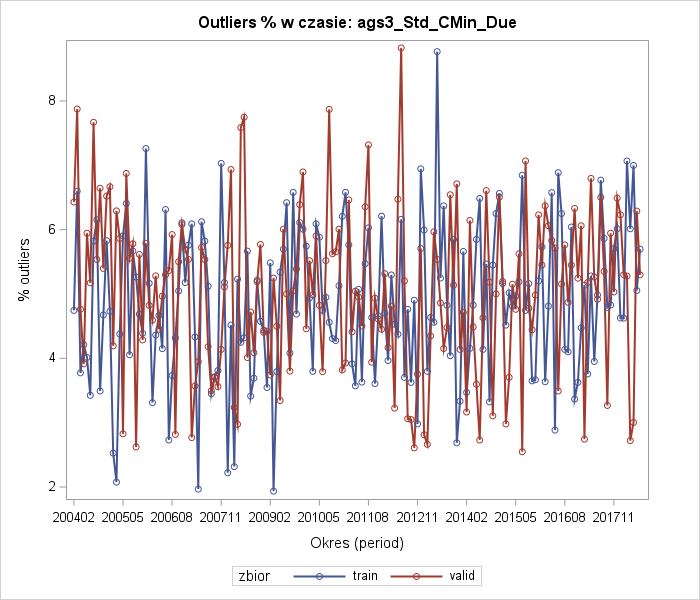 Outliers % w czasie: ags3_Std_CMin_Due
8
6
4
2
% outliers
200402 200505 200608 200711 200902 201005 201108 201211 201402 201505 201608 201711
Okres (period)
zbior train valid